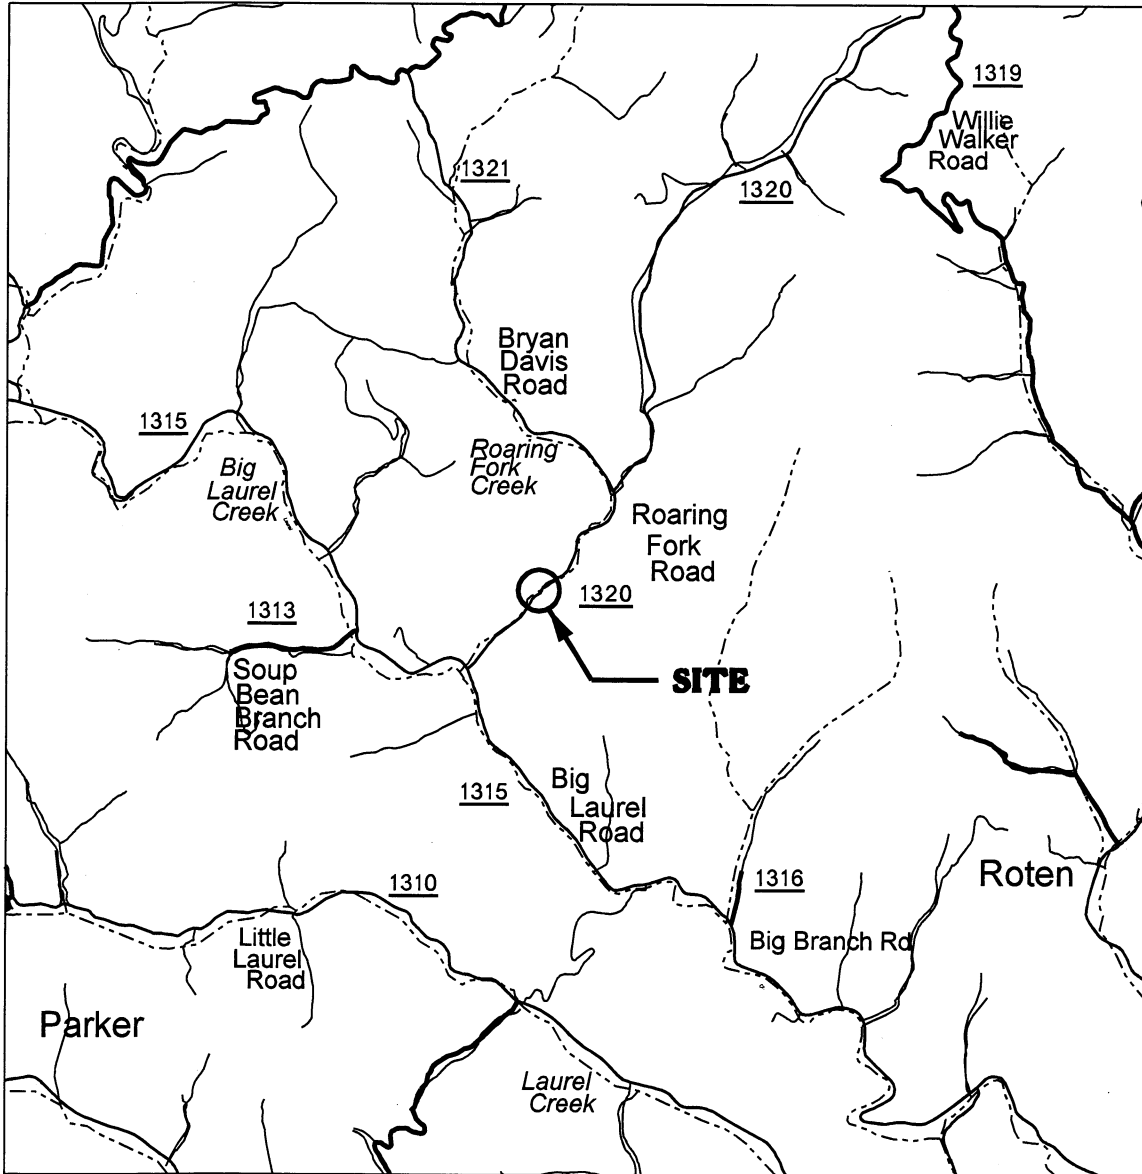 1319
Willie
Walker
Road
1321
1320
Bryan
Davis
Road
1315
Roaring
Fork
Creek
Big
Laurel
Creek
Roaring
Fork
Road
1320
1313
SITE
Soup
Bean
Branch
Road
1315
Big
Laurel
Road
Roten
1316
1310
Big Branch Rd
Little
Laurel
Road
Parker
Laurel
Creek